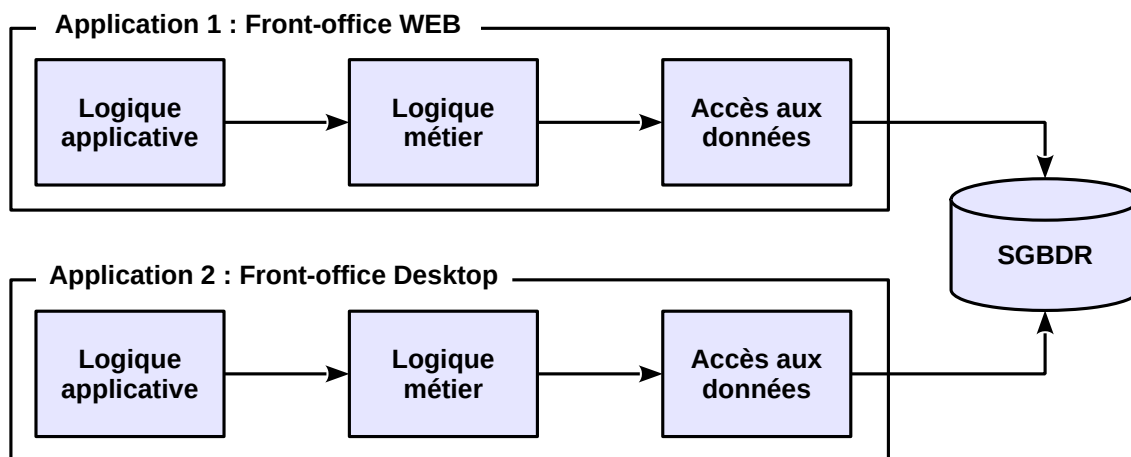 Application 1 : Front-office WEB
Logique
applicative
Logique
métier
Accès aux
données
SGBDR
Application 2 : Front-office Desktop
Logique
applicative
Logique
métier
Accès aux
données